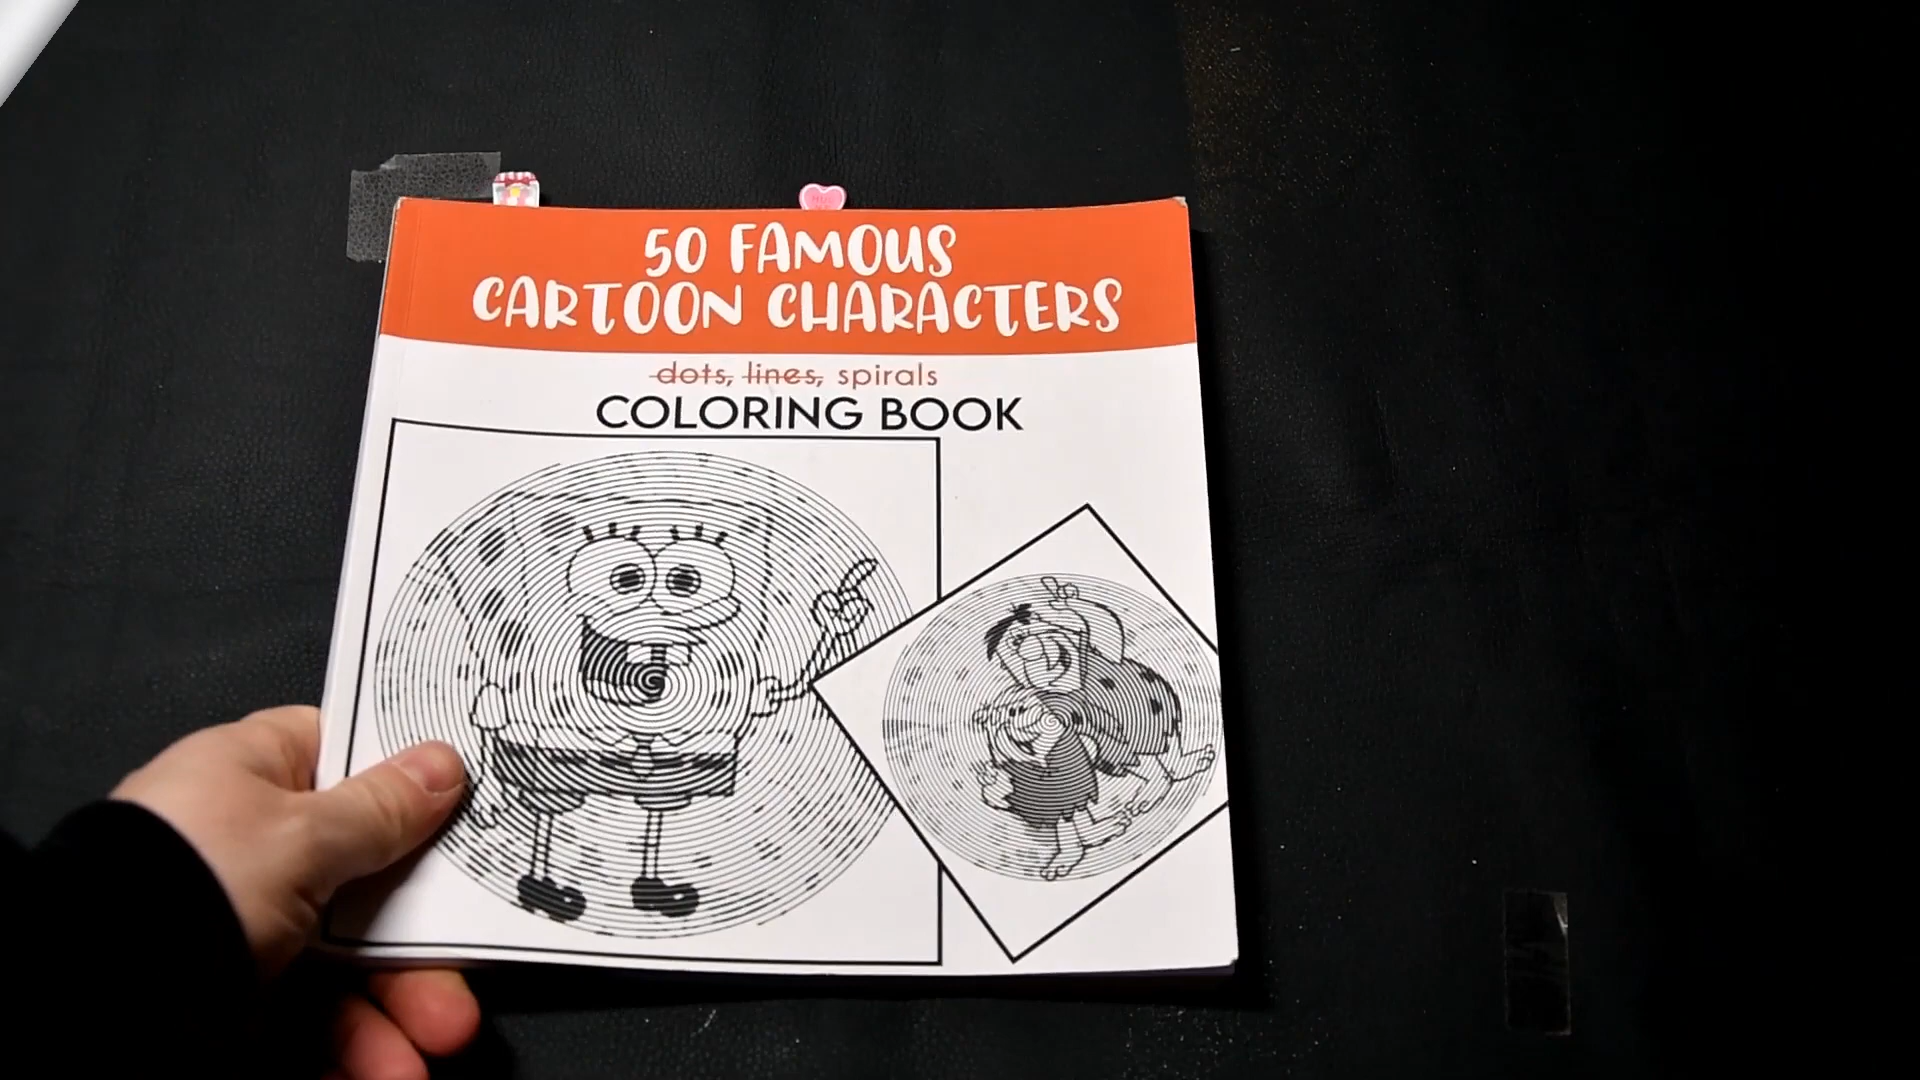 50 FAMOUS
CARTOON CHARACTERS
dots, lines, spirals
COLORING BOOK